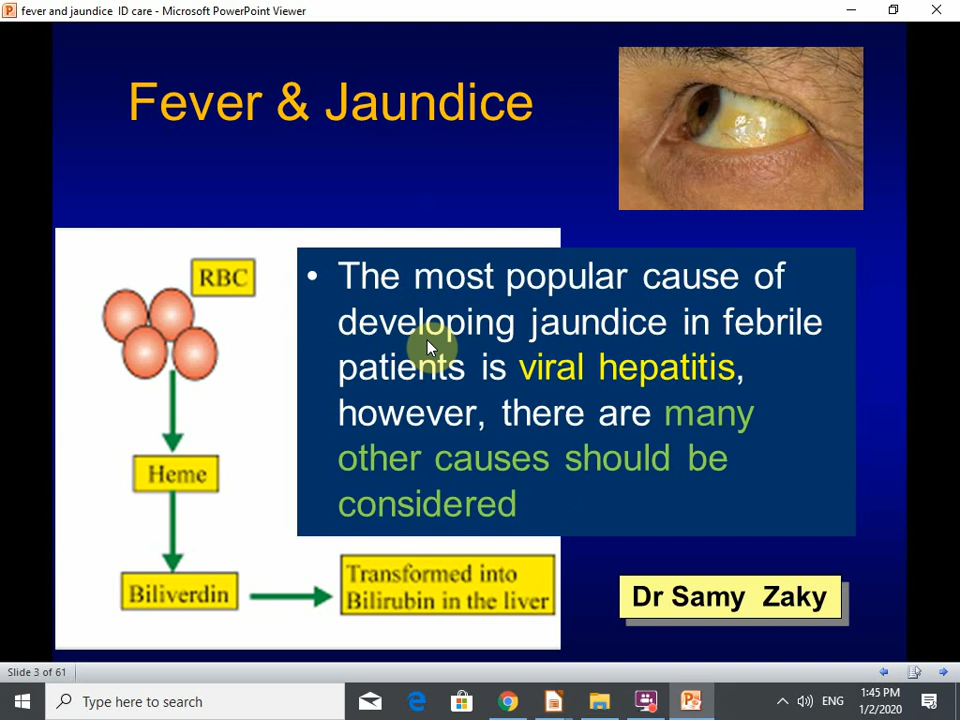 fever and jaundice  ID care - Microsoft PowerPoint Viewer
Fever & Jaundice
RBC
Heme
Biliverdin
Transformed into
Bilirubin in the liver
• The most popular cause of
developing jaundice in febrile
patients is viral hepatitis,
however, there are many
other causes should be
considered
Dr Samy  Zaky
Slide 3 of 61
Type here to search
ENG
1:45 PM
1/2/2020